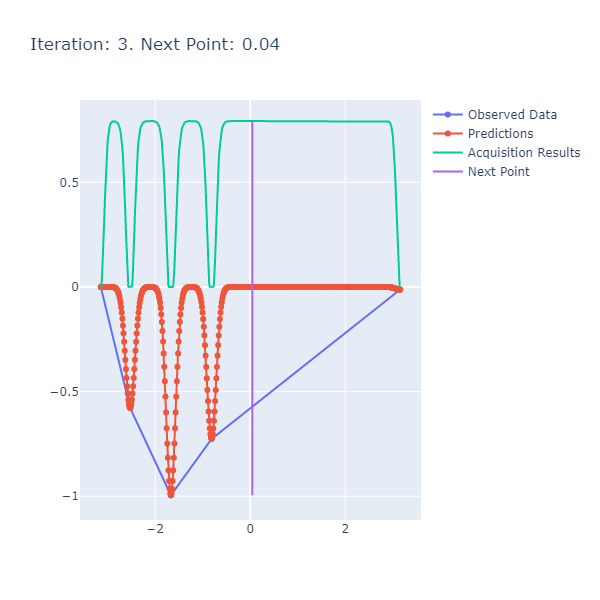 Iteration: 3. Next Point: 0.04
Observed Data
Predictions
Acquisition Results
Next Point
0.5
0
−0.5
−1
−2
0
2